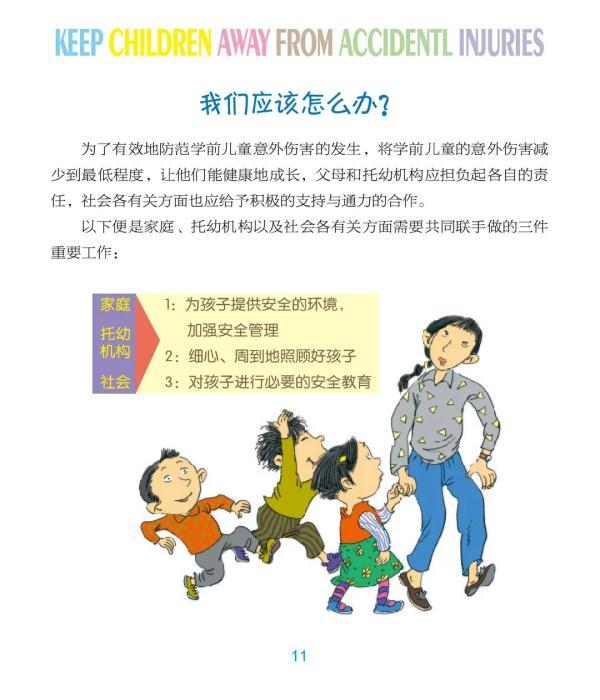 KEEP CHILDREN AWAY FROM ACCIDENTL INJURIES
我们应该怎么办?
为了有效地防范学前儿童意外伤害的发生，将学前儿童的意外伤害减
少到最低程度，让他们能健康地成长，父母和托幼机构应担负起各自的责
任，社会各有关方面也应给予积极的支持与通力的合作。
以下便是家庭、托幼机构以及社会各有关方面需要共同联手做的三件
重要工作：
家庭
托幼
机构
社会
1：为孩子提供安全的环境，
加强安全管理
2：细心、周到地照顾好孩子
3：对孩子进行必要的安全教育
11